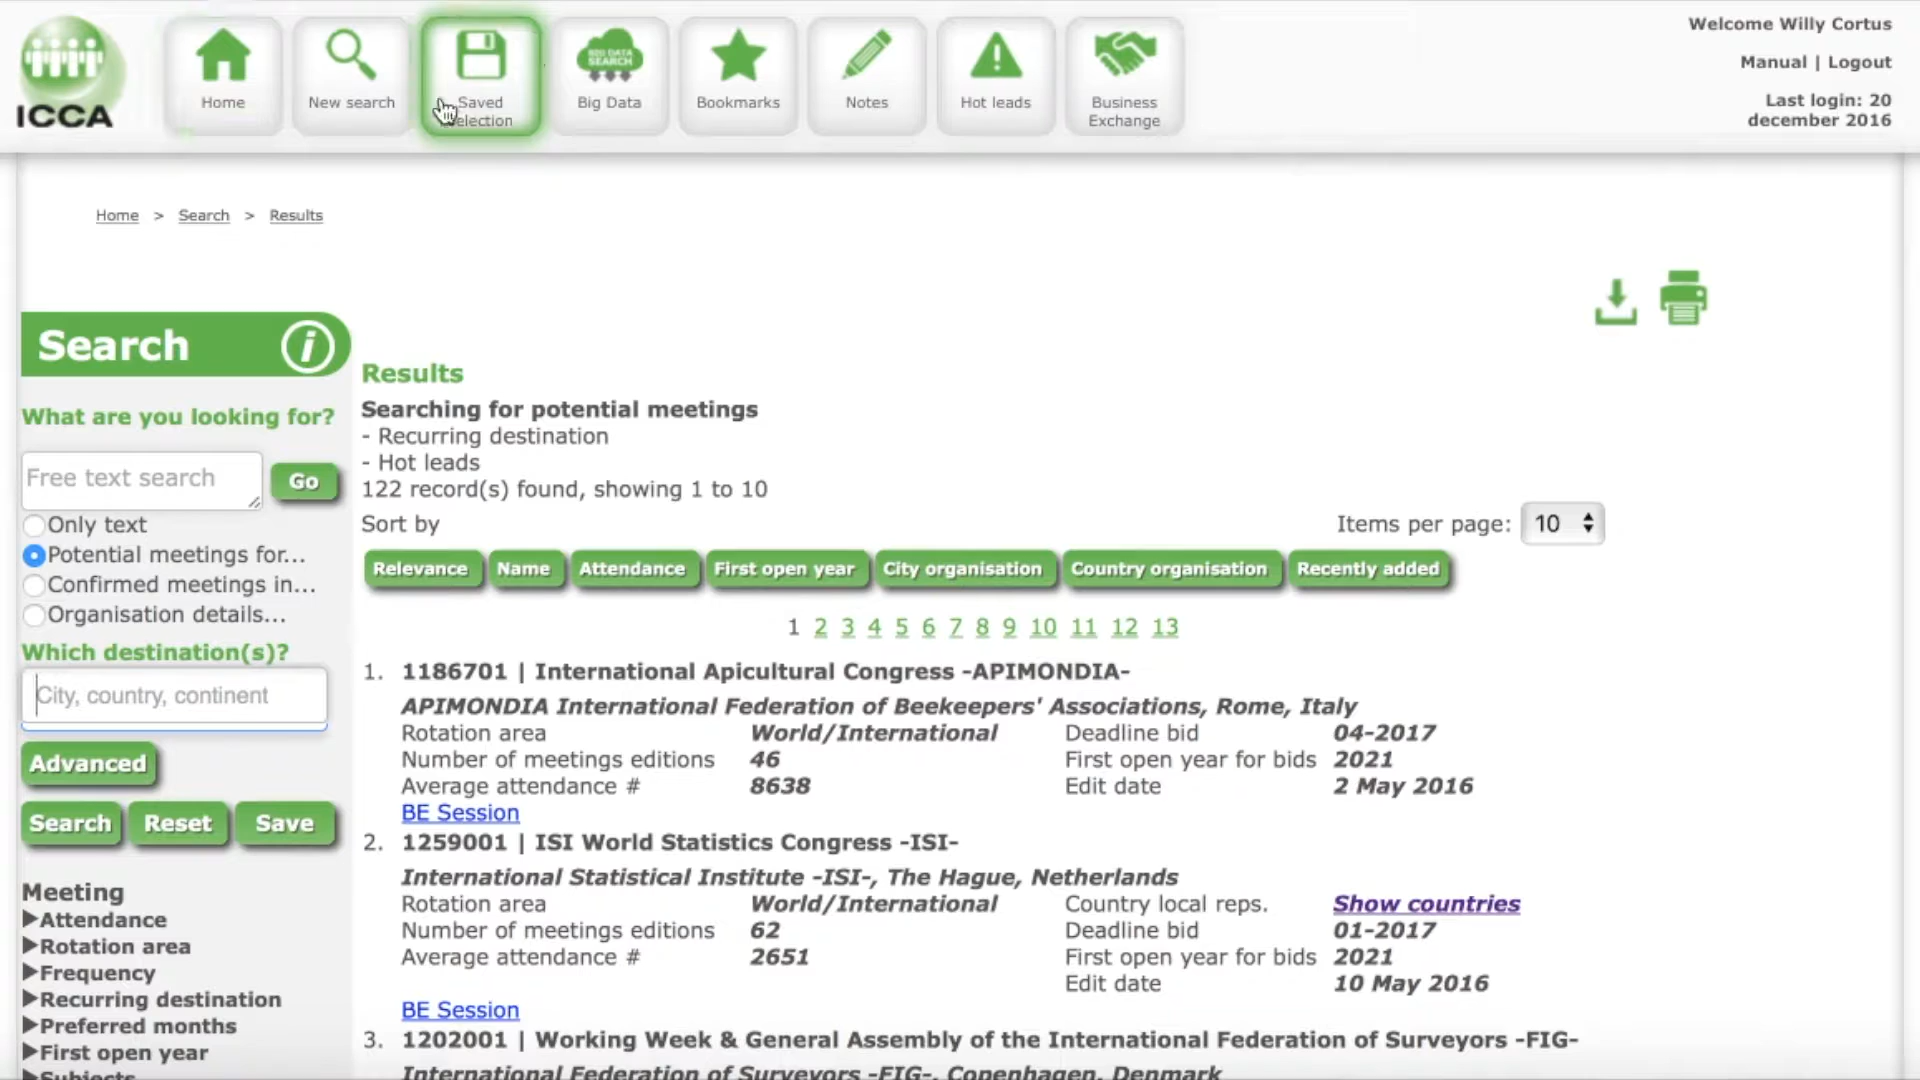 ICCA
Home
New search
Saved
selection
BIG DATA
SEARCH
Big Data
Bookmarks
Notes
Hot leads
Business
Exchange
Welcome Willy Cortus
Manual | Logout
Last login: 20
december 2016
Home > Search > Results
Search i
What are you looking for?
Free text search Go
Only text
Potential meetings for...
Confirmed meetings in...
Organisation details...
Which destination(s)?
City, country, continent
Advanced
Search Reset Save
Meeting
Attendance
Rotation area
Frequency
Recurring destination
Preferred months
First open year
Subjects
Results
Searching for potential meetings
- Recurring destination
- Hot leads
122 record(s) found, showing 1 to 10
Sort by
Items per page: 10
Relevance Name Attendance First open year City organisation Country organisation Recently added
1 2 3 4 5 6 7 8 9 10 11 12 13
1. 1186701 | International Apicultural Congress -APIMONDIA-
APIMONDIA International Federation of Beekeepers' Associations, Rome, Italy
Rotation area World/International Deadline bid 04-2017
Number of meetings editions 46 First open year for bids 2021
Average attendance # 8638 Edit date 2 May 2016
BE Session
2. 1259001 | ISI World Statistics Congress -ISI-
International Statistical Institute -ISI-, The Hague, Netherlands
Rotation area World/International Country local reps. Show countries
Number of meetings editions 62 Deadline bid 01-2017
Average attendance # 2651 First open year for bids 2021
Edit date 10 May 2016
BE Session
3. 1202001 | Working Week & General Assembly of the International Federation of Surveyors -FIG-
International Federation of Surveyors -FIG-, Copenhagen, Denmark